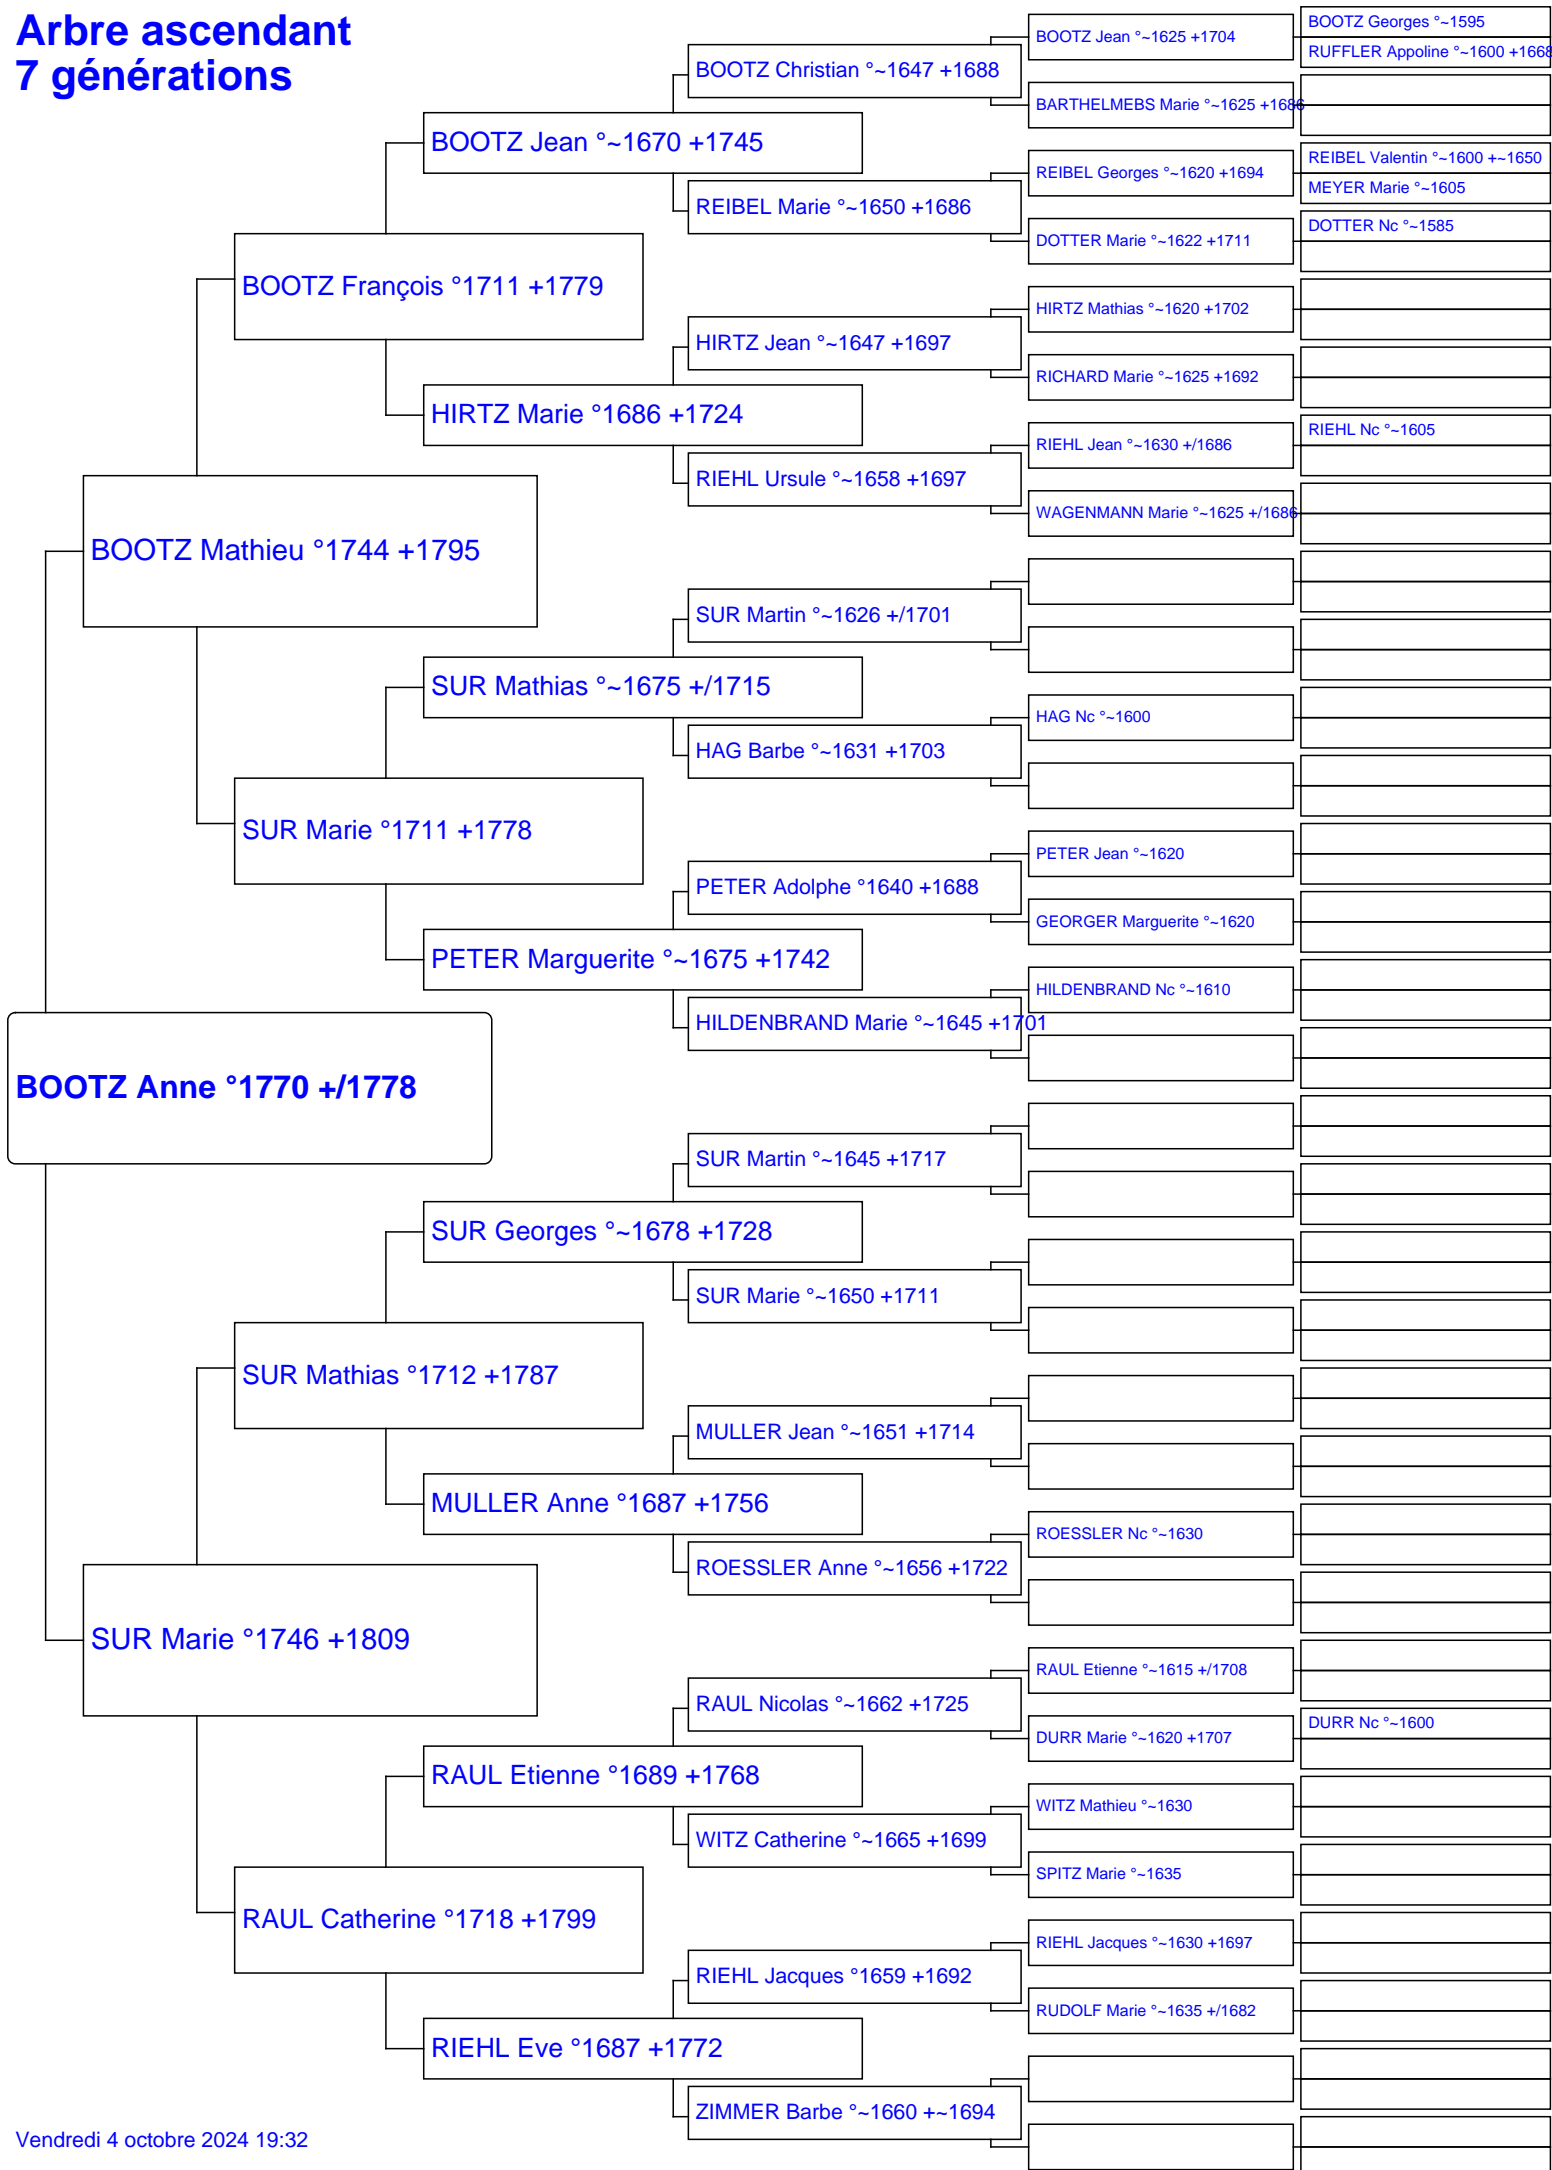 Arbre ascendant
7 générations
BOOTZ Anne °1770 +/1778
BOOTZ Mathieu °1744 +1795
SUR Marie °1746 +1809
BOOTZ François °1711 +1779
SUR Marie °1711 +1778
SUR Mathias °1712 +1787
RAUL Catherine °1718 +1799
BOOTZ Jean °~1670 +1745
HIRTZ Marie °1686 +1724
SUR Mathias °~1675 +/1715
PETER Marguerite °~1675 +1742
SUR Georges °~1678 +1728
MULLER Anne °1687 +1756
RAUL Etienne °1689 +1768
RIEHL Eve °1687 +1772
BOOTZ Christian °~1647 +1688
REIBEL Marie °~1650 +1686
HIRTZ Jean °~1647 +1697
RIEHL Ursule °~1658 +1697
SUR Martin °~1626 +/1701
HAG Barbe °~1631 +1703
PETER Adolphe °1640 +1688
HILDENBRAND Marie °~1645 +1701
SUR Martin °~1645 +1717
SUR Marie °~1650 +1711
MULLER Jean °~1651 +1714
ROESSLER Anne °~1656 +1722
RAUL Nicolas °~1662 +1725
WITZ Catherine °~1665 +1699
RIEHL Jacques °1659 +1692
ZIMMER Barbe °~1660 +~1694
BOOTZ Jean °~1625 +1704
BARTHELMEBS Marie °~1625 +1686
REIBEL Georges °~1620 +1694
DOTTER Marie °~1622 +1711
HIRTZ Mathias °~1620 +1702
RICHARD Marie °~1625 +1692
RIEHL Jean °~1630 +/1686
WAGENMANN Marie °~1625 +/1686
HAG Nc °~1600
PETER Jean °~1620
GEORGER Marguerite °~1620
HILDENBRAND Nc °~1610
ROESSLER Nc °~1630
RAUL Etienne °~1615 +/1708
DURR Marie °~1620 +1707
WITZ Mathieu °~1630
SPITZ Marie °~1635
RIEHL Jacques °~1630 +1697
RUDOLF Marie °~1635 +/1682
BOOTZ Georges °~1595
RUFFLER Appoline °~1600 +1668
REIBEL Valentin °~1600 +~1650
MEYER Marie °~1605
DOTTER Nc °~1585
RIEHL Nc °~1605
DURR Nc °~1600
Vendredi 4 octobre 2024 19:32